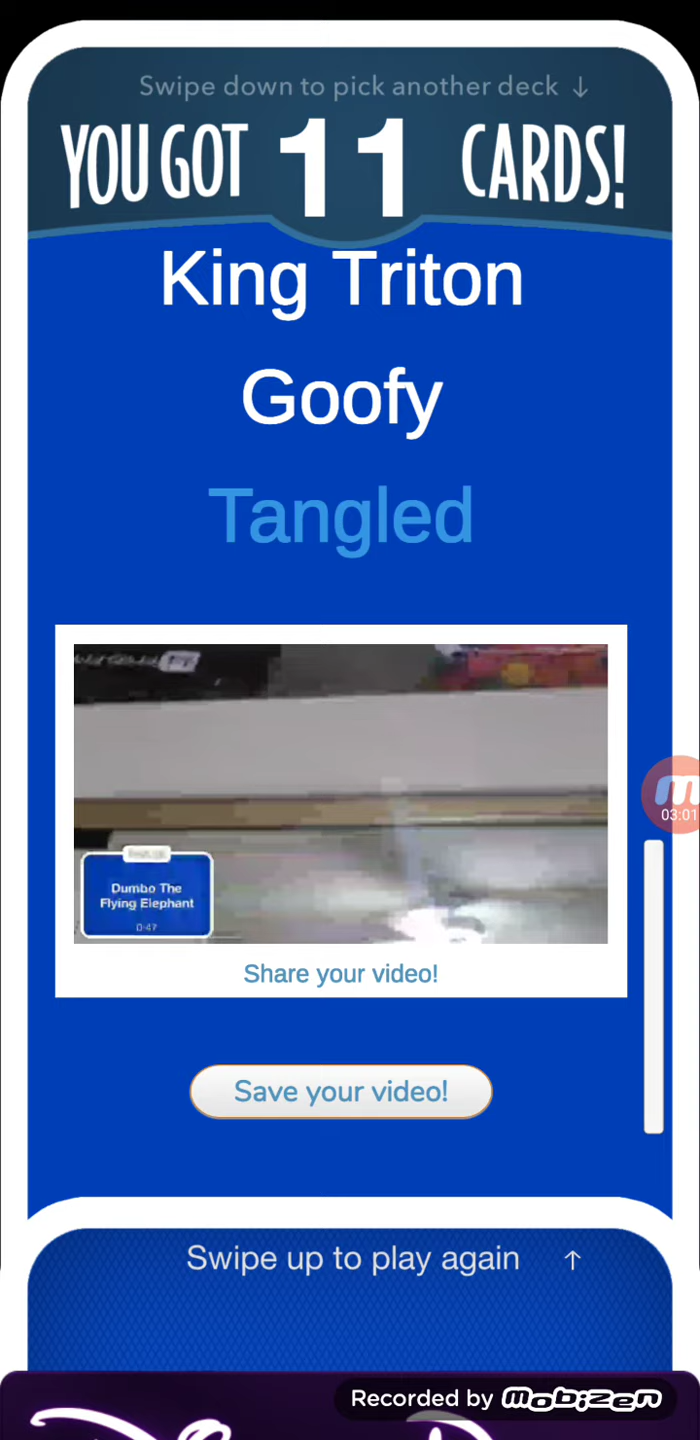 Swipe down to pick another deck ↓
YOU GOT 11 CARDS!
King Triton
Goofy
Tangled
Dumbo The
Flying Elephant
0:47
Share your video!
03:01
Save your video!
Swipe up to play again ↑
Recorded by mobizen